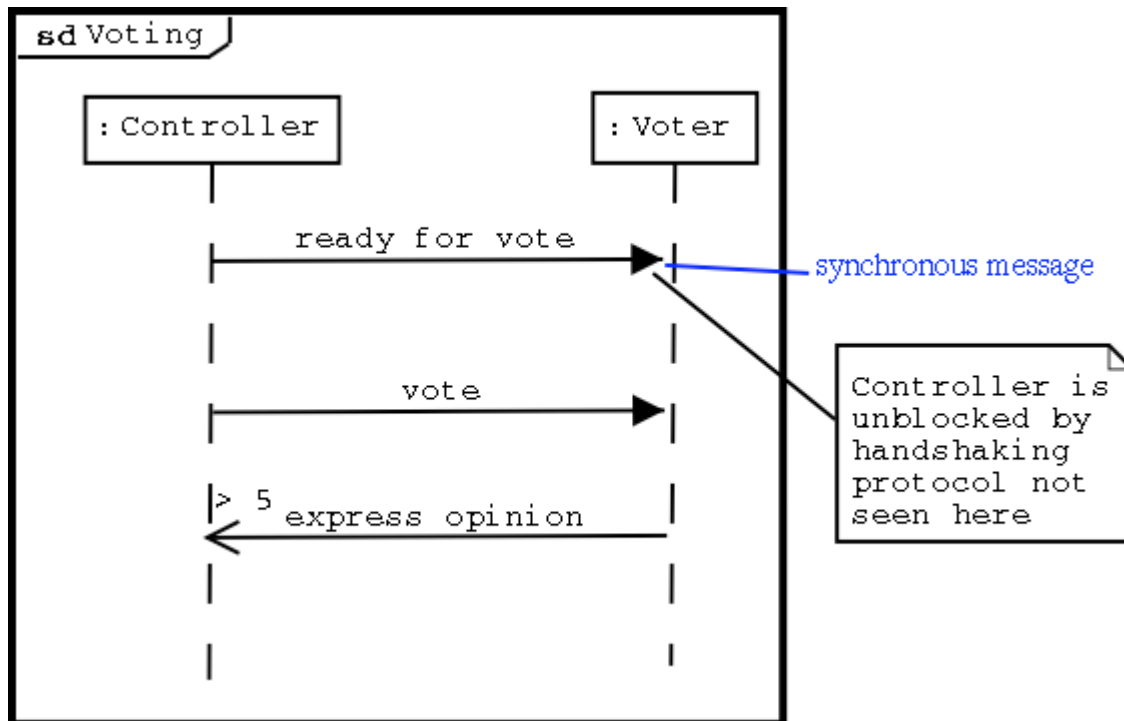 sd Voting
: Controller
: Voter
ready for vote
synchronous message
vote
Controller is
unblocked by
handshaking
protocol not
seen here
> 5
express opinion